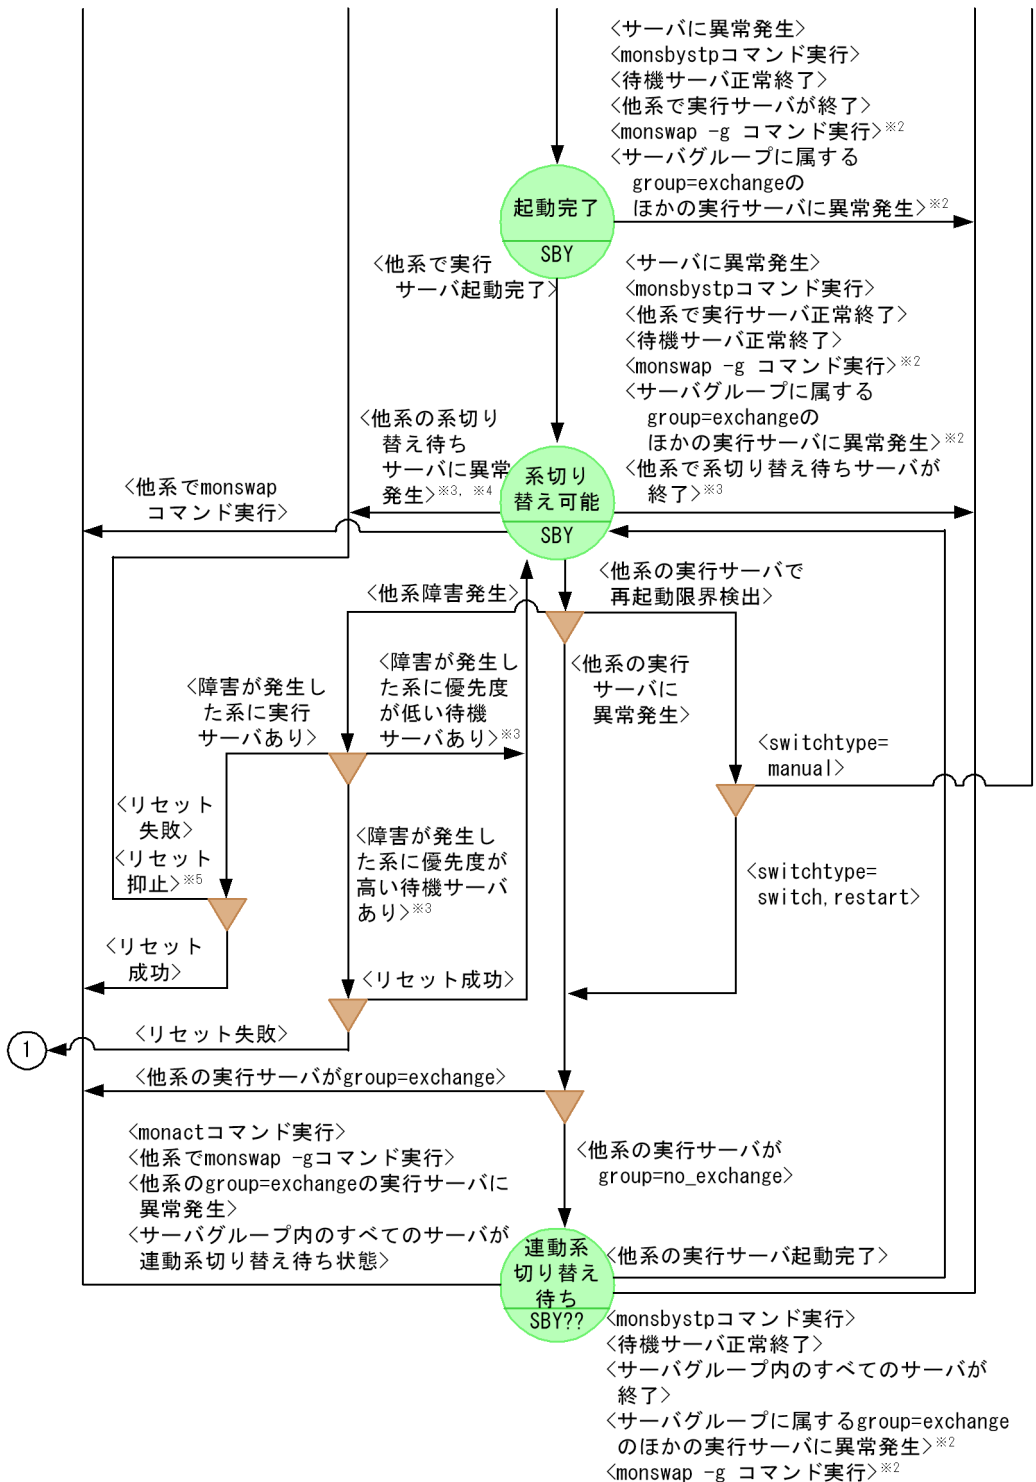 <サーバに異常発生>
<monsbystpコマンド実行>
<待機サーバ正常終了>
<他系で実行サーバが終了>
<monswap -g コマンド実行>※2
<サーバグループに属する
group=exchangeの
ほかの実行サーバに異常発生>※2
起動完了
SBY
<他系で実行
サーバ起動完了>
<サーバに異常発生>
<monsbystpコマンド実行>
<他系で実行サーバ正常終了>
<待機サーバ正常終了>
<monswap -g コマンド実行>※2
<サーバグループに属する
group=exchangeの
ほかの実行サーバに異常発生>※2
<他系で系切り替え待ちサーバが
終了>※3
<他系の系切り
替え待ち
サーバに異常
発生>※3, ※4
<他系でmonswap
コマンド実行>
系切り
替え可能
SBY
<他系障害発生>
<他系の実行サーバで
再起動限界検出>
<障害が発生し
た系に実行
サーバあり>
<障害が発生し
た系に優先度
が低い待機
サーバあり>※3
<他系の実行
サーバに
異常発生>
<switchtype=
manual>
<リセット
失敗>
<リセット
抑止>※5
<障害が発生し
た系に優先度が
高い待機サーバ
あり>※3
<switchtype=
switch,restart>
<リセット
成功>
<リセット成功>
<リセット失敗>
1
<他系の実行サーバがgroup=exchange>
<monactコマンド実行>
<他系でmonswap -gコマンド実行>
<他系のgroup=exchangeの実行サーバに
異常発生>
<サーバグループ内のすべてのサーバが
連動系切り替え待ち状態>
<他系の実行サーバが
group=no_exchange>
連動系
切り替え
待ち
SBY??
<他系の実行サーバ起動完了>
<monsbystpコマンド実行>
<待機サーバ正常終了>
<サーバグループ内のすべてのサーバが
終了>
<サーバグループに属するgroup=exchange
のほかの実行サーバに異常発生>※2
<monswap -g コマンド実行>※2